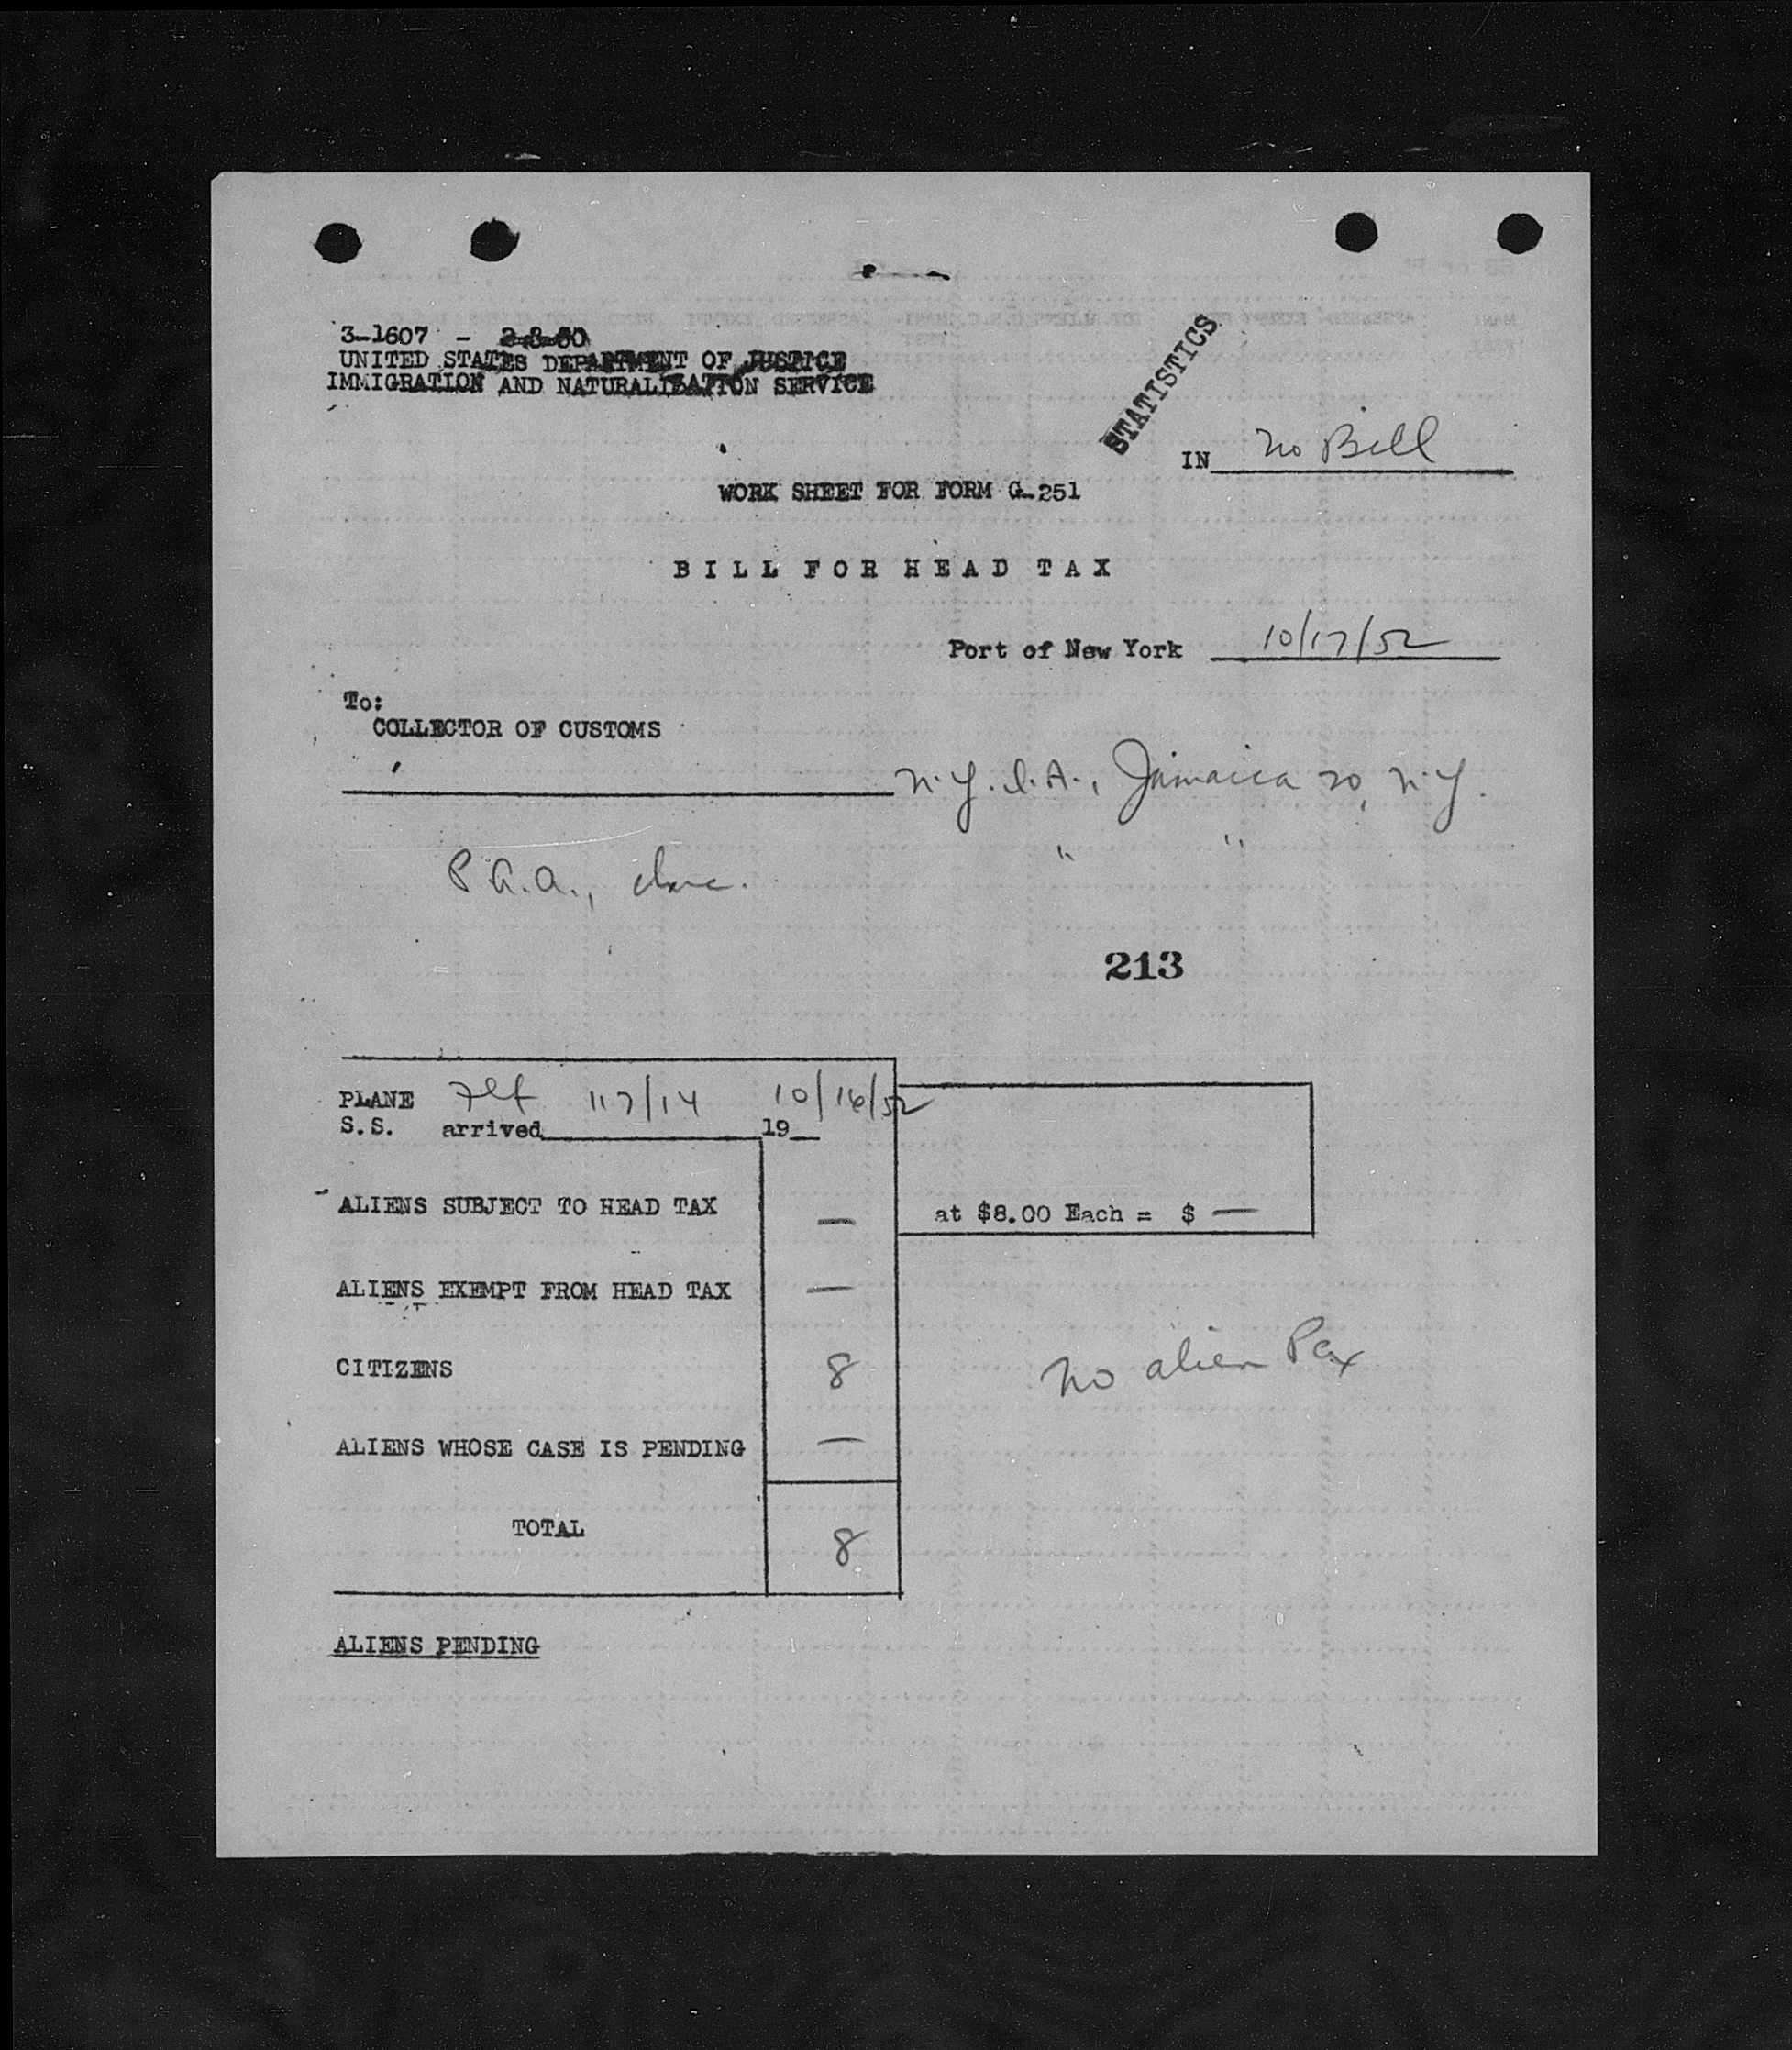 3-1607 - 2-8-50
UNITED STATES DEPARTMENT OF JUSTICE
IMMIGRATION AND NATURALIZATION SERVICE
STATISTICS
IN no Bill
WORK SHEET FOR FORM G-251
BILL FOR HEAD TAX
Port of New York 10/17/52
To:
COLLECTOR OF CUSTOMS
N.Y.I.A., Jamaica 20, N.Y.
P.A.A., Inc. " "
213
PLANE Flt 117/14 10/16/52
S.S. arrived 19
ALIENS SUBJECT TO HEAD TAX —
at $8.00 Each = $ —
ALIENS EXEMPT FROM HEAD TAX —
CITIZENS 8
no alien Pax
ALIENS WHOSE CASE IS PENDING —
TOTAL 8
ALIENS PENDING